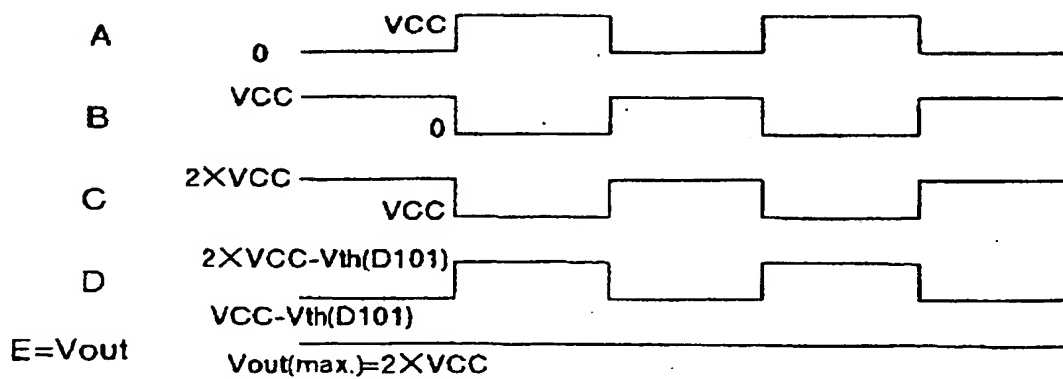 A
VCC
0
B
VCC
0
C
2×VCC
VCC
D
2×VCC-Vth(D101)
VCC-Vth(D101)
E=Vout
Vout(max.)=2×VCC